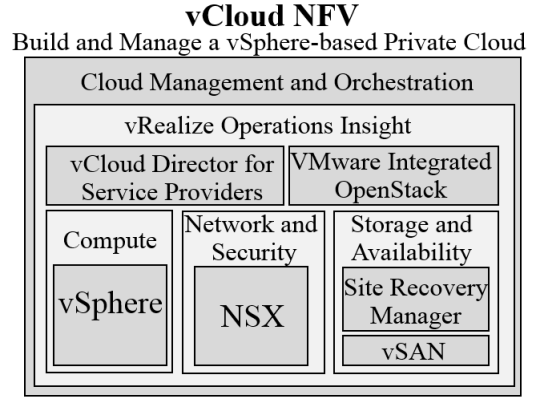 vCloud NFV
Build and Manage a vSphere-based Private Cloud
Cloud Management and Orchestration
vRealize Operations Insight
vCloud Director for
Service Providers
VMware Integrated
OpenStack
Compute
vSphere
Network and
Security
NSX
Storage and
Availability
Site Recovery
Manager
vSAN